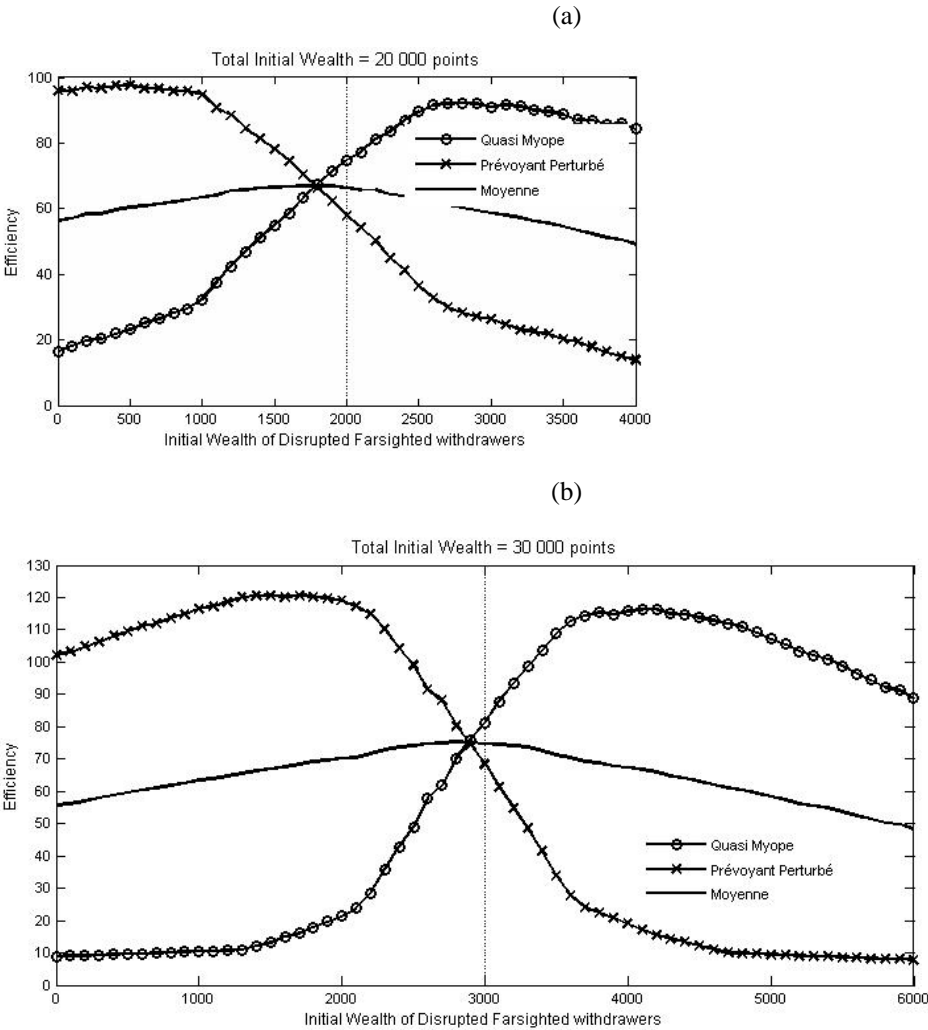 (a)
Total Initial Wealth = 20 000 points
100
80
60
40
20
0
Efficiency
Quasi Myope
Prévoyant Perturbé
Moyenne
0 500 1000 1500 2000 2500 3000 3500 4000
Initial Wealth of Disrupted Farsighted withdrawers
(b)
Total Initial Wealth = 30 000 points
130
120
110
100
90
80
70
60
50
40
30
20
10
0
Efficiency
Quasi Myope
Prévoyant Perturbé
Moyenne
0 1000 2000 3000 4000 5000 6000
Initial Wealth of Disrupted Farsighted withdrawers